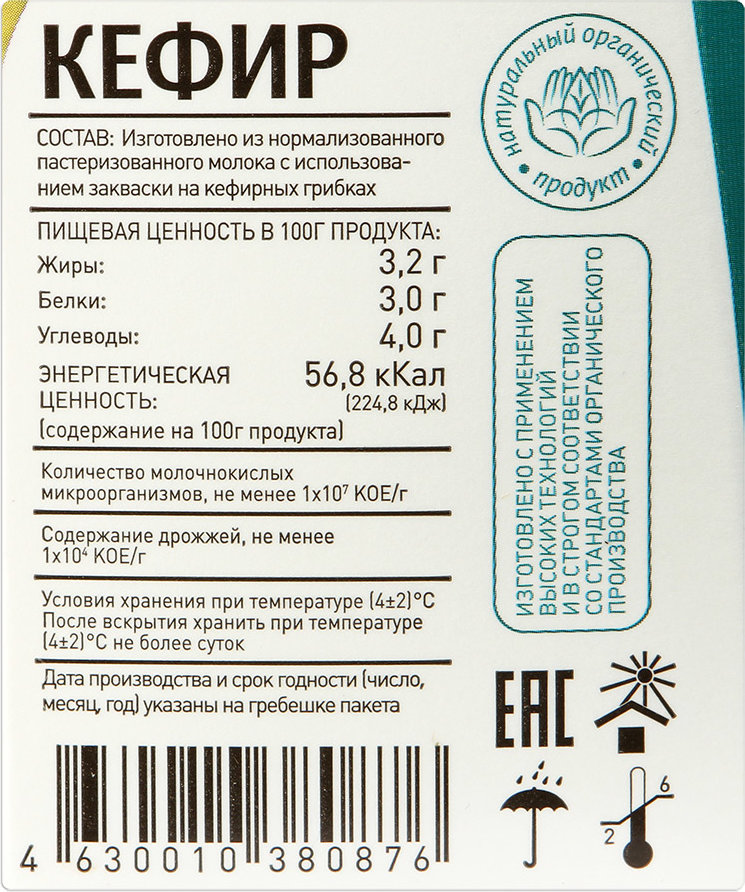 КЕФИР
СОСТАВ: Изготовлено из нормализованного
пастеризованного молока с использова-
нием закваски на кефирных грибках
ПИЩЕВАЯ ЦЕННОСТЬ В 100Г ПРОДУКТА:
Жиры: 3,2 г
Белки: 3,0 г
Углеводы: 4,0 г
ЭНЕРГЕТИЧЕСКАЯ 56,8 кКал
ЦЕННОСТЬ: (224,8 кДж)
(содержание на 100г продукта)
Количество молочнокислых
микроорганизмов, не менее 1х10⁷ КОЕ/г
Содержание дрожжей, не менее
1х10⁴ КОЕ/г
Условия хранения при температуре (4±2)°С
После вскрытия хранить при температуре
(4±2)°С не более суток
Дата производства и срок годности (число,
месяц, год) указаны на гребешке пакета
4 630010 380876
натуральный органический
• продукт •
ИЗГОТОВЛЕНО С ПРИМЕНЕНИЕМ
ВЫСОКИХ ТЕХНОЛОГИЙ
И В СТРОГОМ СООТВЕТСТВИИ
СО СТАНДАРТАМИ ОРГАНИЧЕСКОГО
ПРОИЗВОДСТВА
ЕАС
6
2